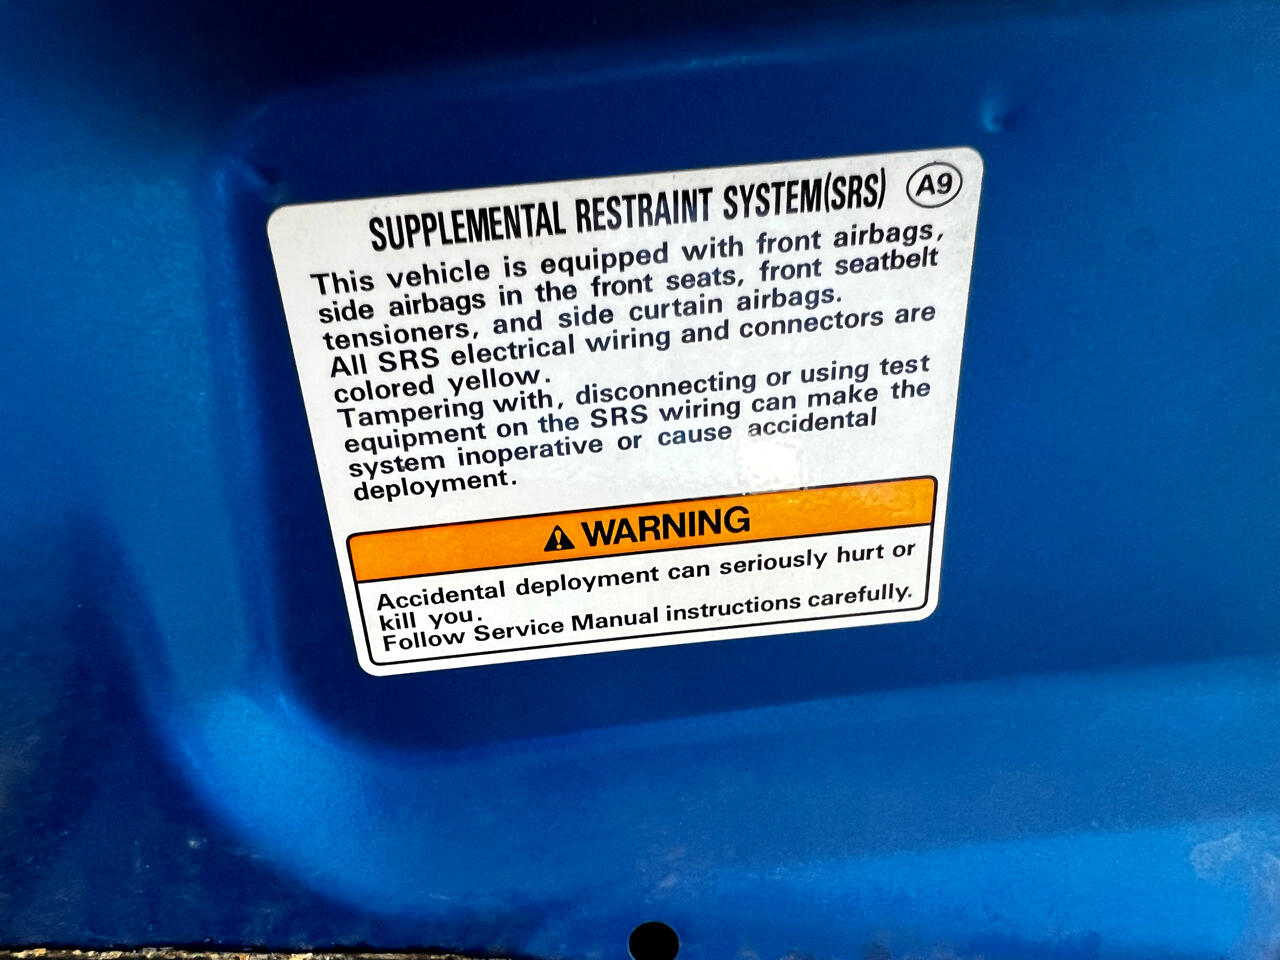 SUPPLEMENTAL RESTRAINT SYSTEM(SRS) A9
This vehicle is equipped with front airbags,
side airbags in the front seats, front seatbelt
tensioners, and side curtain airbags.
All SRS electrical wiring and connectors are
colored yellow.
Tampering with, disconnecting or using test
equipment on the SRS wiring can make the
system inoperative or cause accidental
deployment.
WARNING
Accidental deployment can seriously hurt or
kill you.
Follow Service Manual instructions carefully.